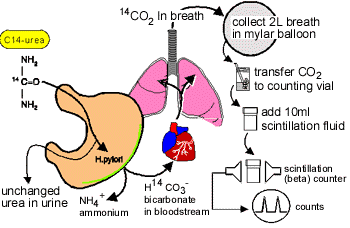 C14-urea
NH₂
¹⁴C=O
NH₂
H.pylori
unchanged
urea in urine
NH₄⁺
ammonium
H¹⁴CO₃⁻
bicarbonate
in bloodstream
¹⁴CO₂ In breath
collect 2L breath
in mylar balloon
transfer CO₂
to counting vial
add 10ml
scintillation fluid
scintillation
(beta) counter
counts